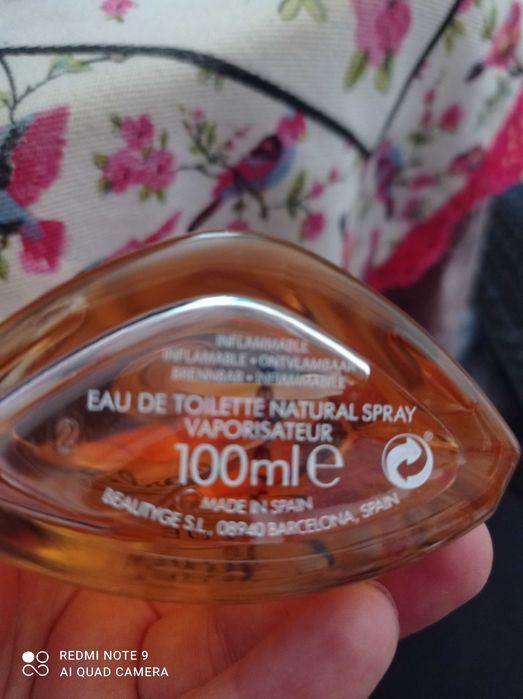 INFLAMMABLE
INFLAMABLE • ONTVLAMBAAR
BRENNBAR • INFIAMMABILE
EAU DE TOILETTE NATURAL SPRAY
VAPORISATEUR
100ml e
MADE IN SPAIN
BEAUTYGE S.L, 08940 BARCELONA, SPAIN
REDMI NOTE 9
AI QUAD CAMERA